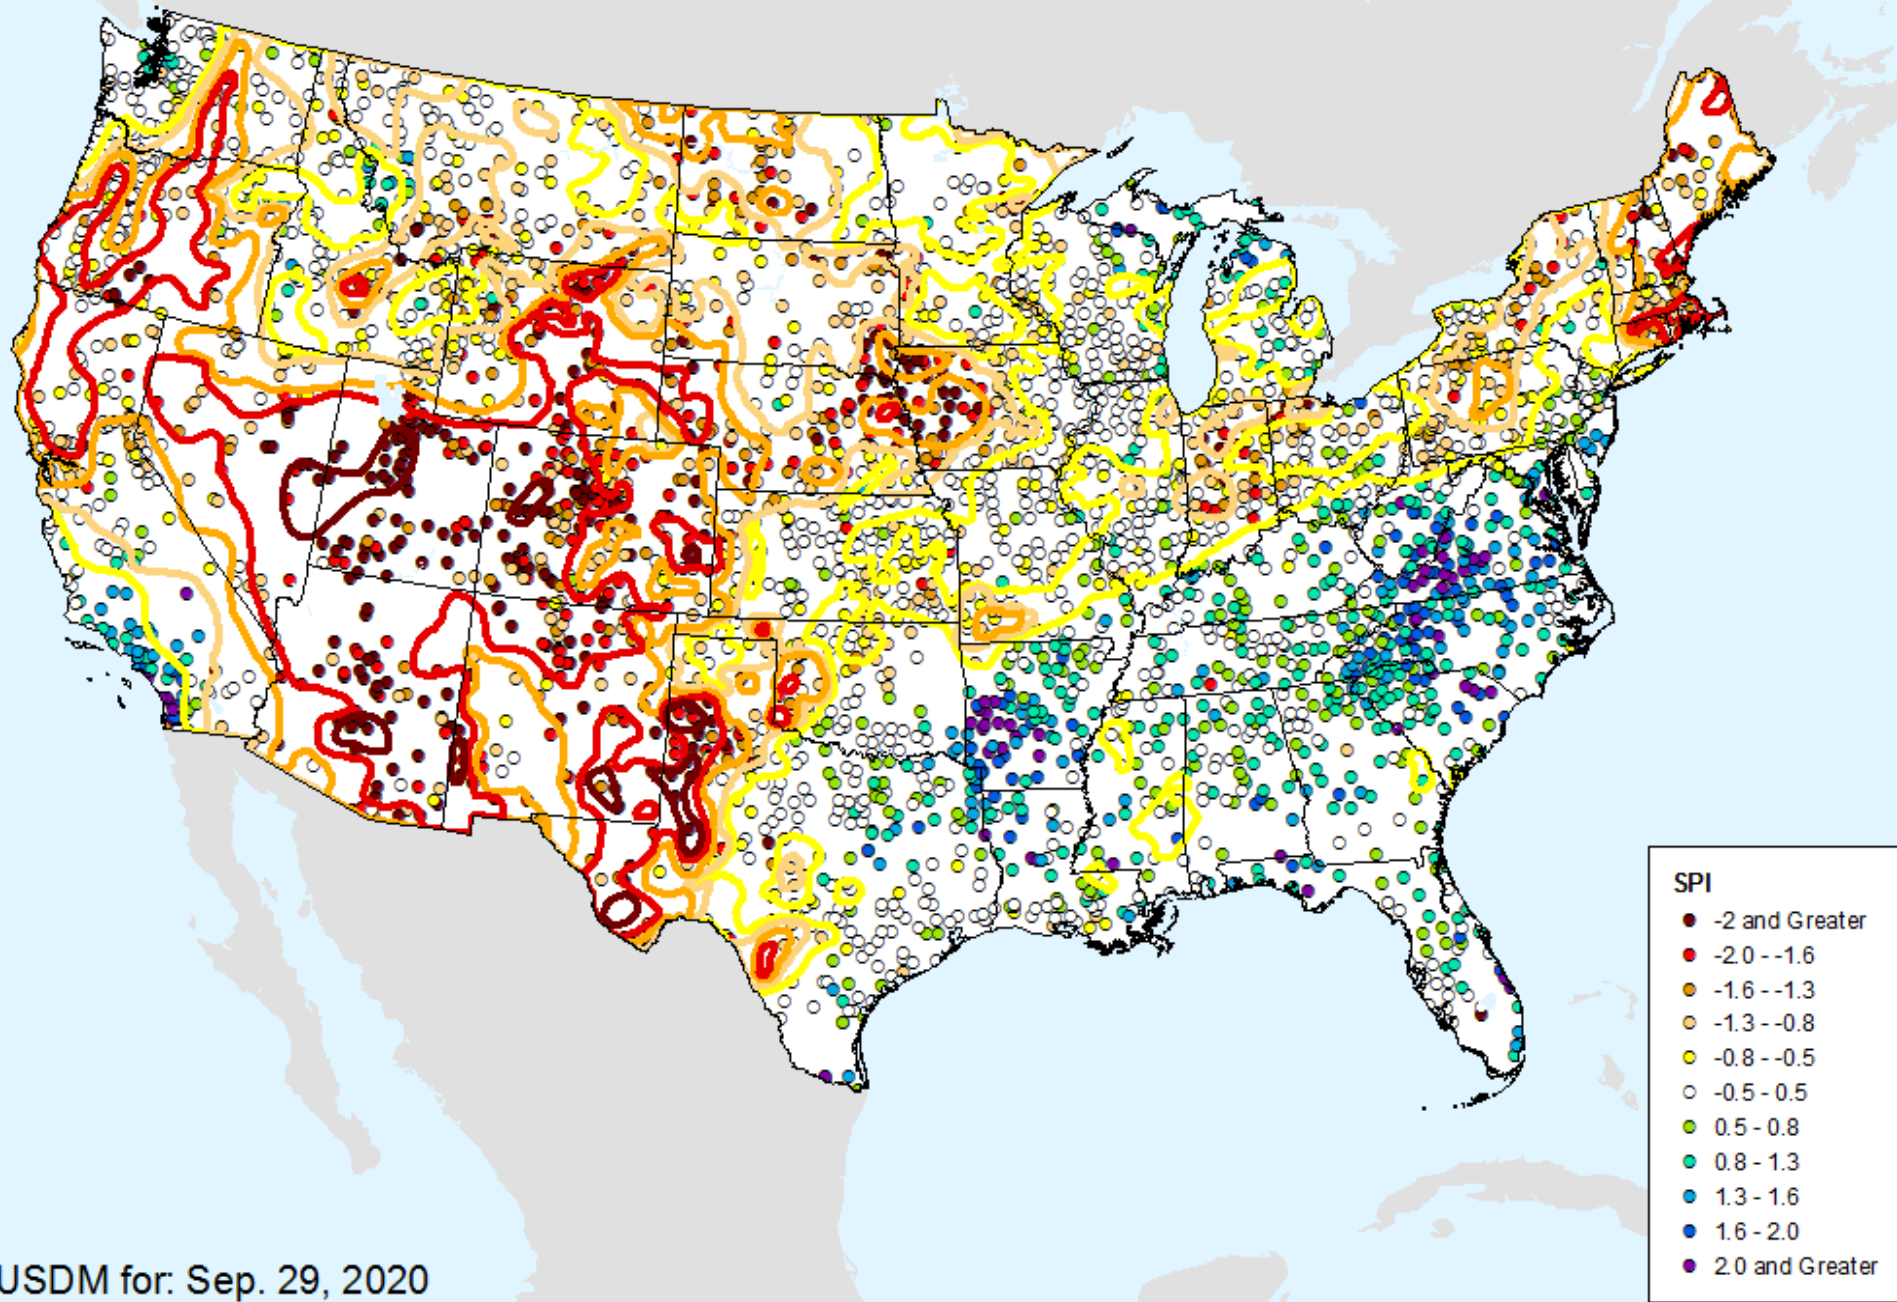 SPI
-2 and Greater
-2.0 - -1.6
-1.6 - -1.3
-1.3 - -0.8
-0.8 - -0.5
-0.5 - 0.5
0.5 - 0.8
0.8 - 1.3
1.3 - 1.6
1.6 - 2.0
2.0 and Greater
USDM for: Sep. 29, 2020